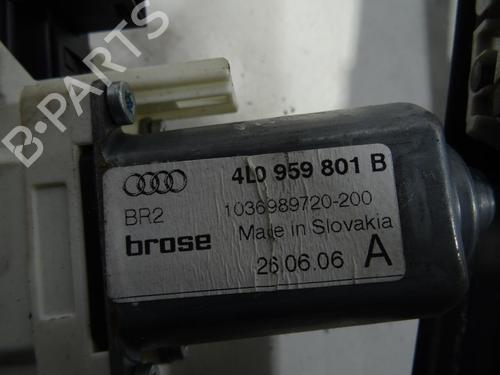 B-PARTS
4L0 959 801 B
BR2 1036989720-200
brose Made in Slovakia
26.06.06 A